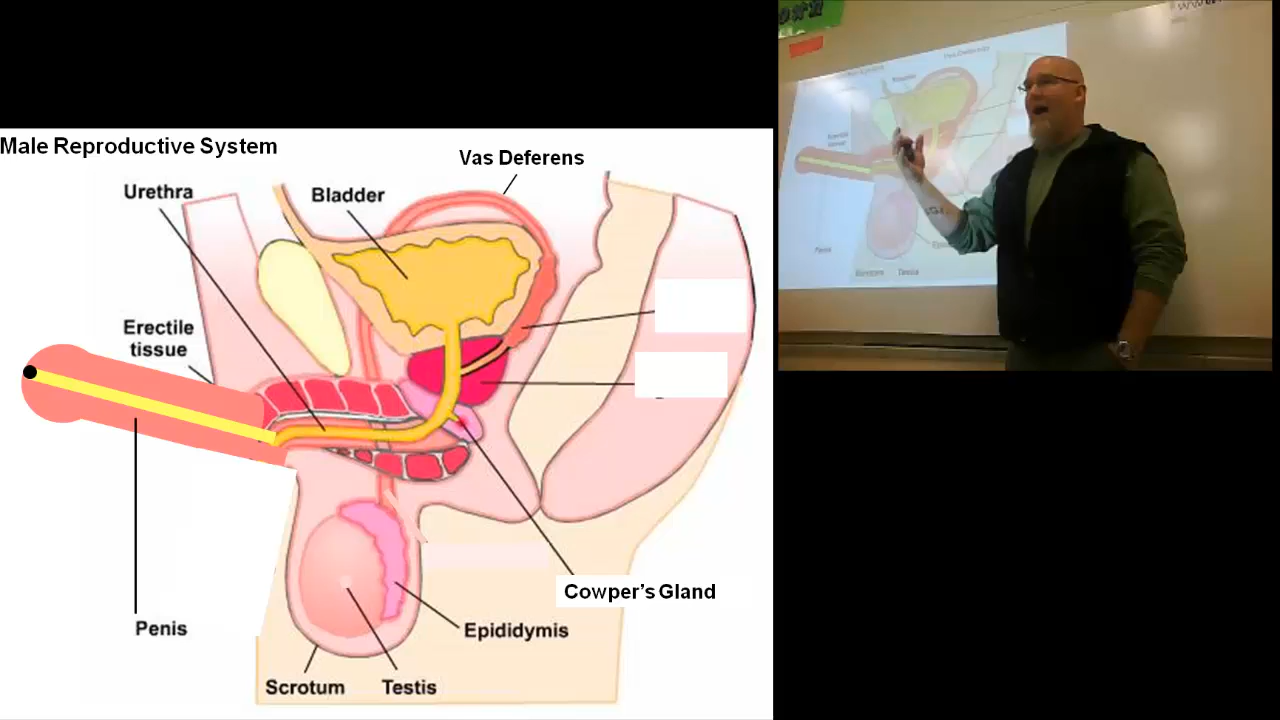 Male Reproductive System
Vas Deferens
Urethra
Bladder
Erectile
tissue
Cowper's Gland
Penis
Epididymis
Scrotum
Testis